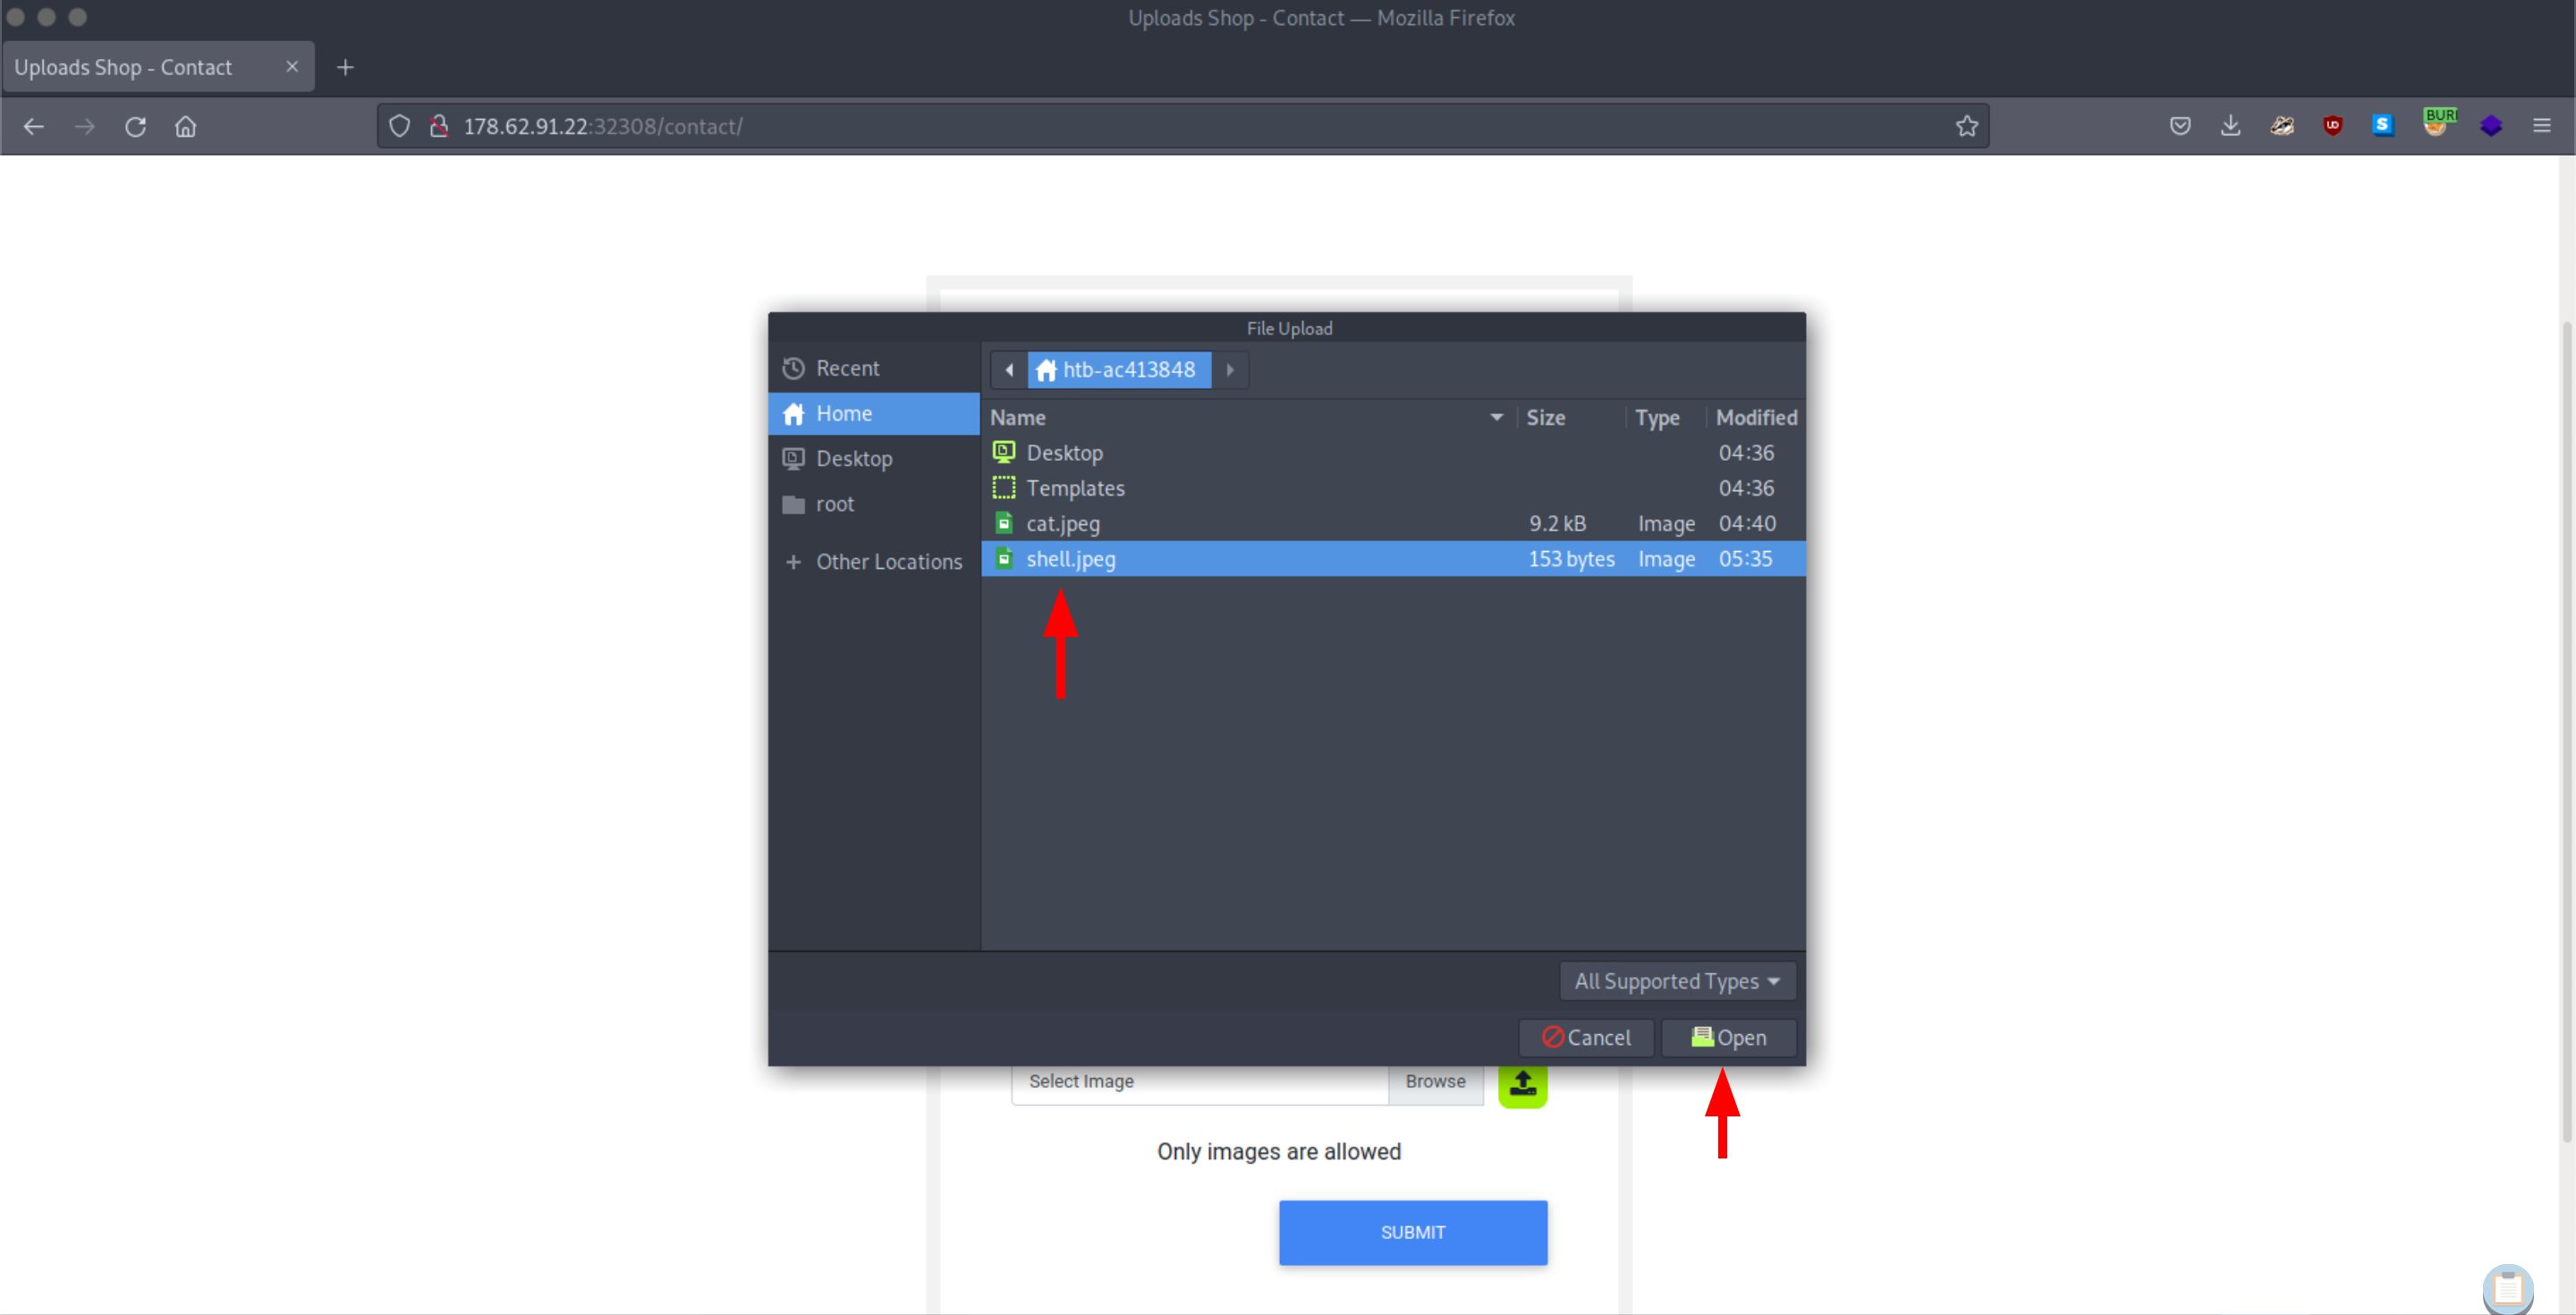 Uploads Shop - Contact — Mozilla Firefox
Uploads Shop - Contact
178.62.91.22:32308/contact/
File Upload
Recent
Home
Desktop
root
Other Locations
htb-ac413848
Name Size Type Modified
Desktop 04:36
Templates 04:36
cat.jpeg 9.2 kB Image 04:40
shell.jpeg 153 bytes Image 05:35
All Supported Types
Cancel Open
Select Image Browse
Only images are allowed
SUBMIT